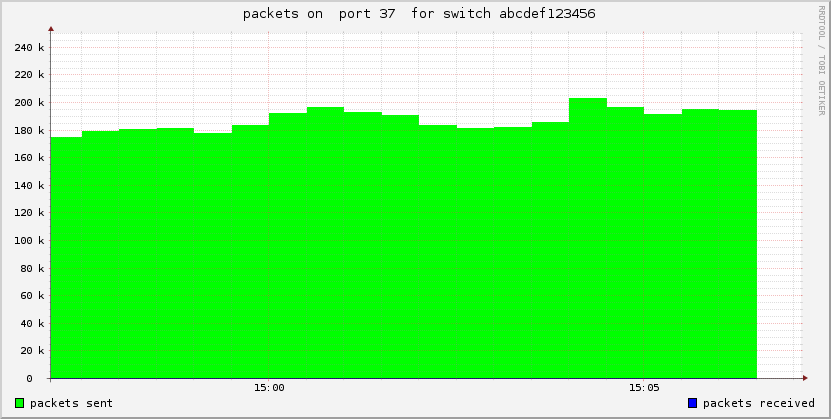 packets on  port 37  for switch abcdef123456
RRDTOOL / TOBI OETIKER
240 k
220 k
200 k
180 k
160 k
140 k
120 k
100 k
80 k
60 k
40 k
20 k
0
15:00 15:05
packets sent packets received